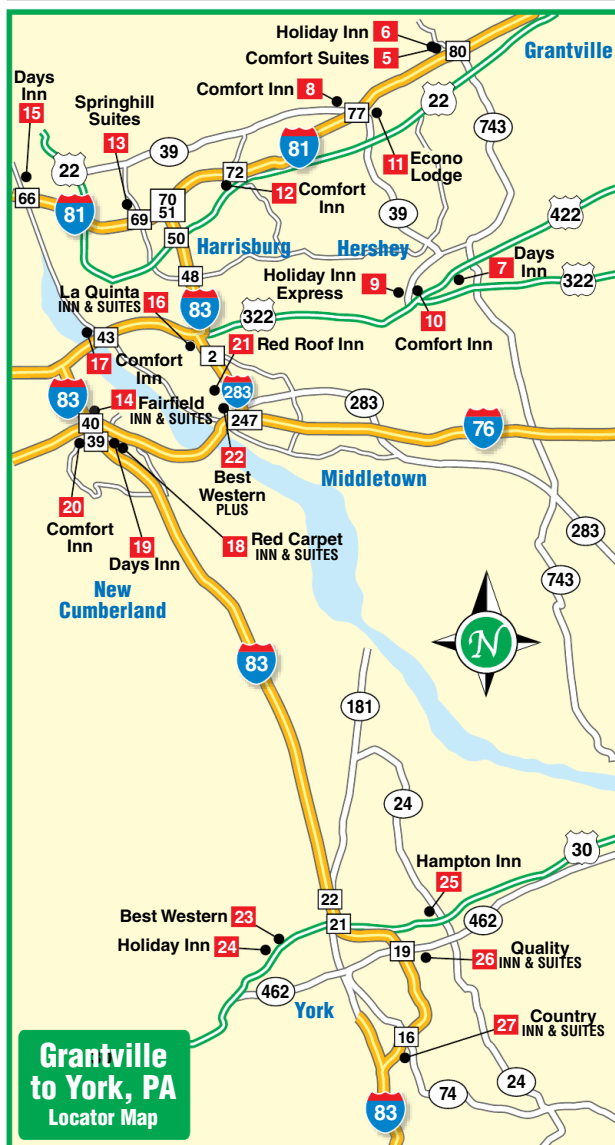 Holiday Inn 6
Comfort Suites 5
80
Grantville
Days
Inn
15
Springhill
Suites
13
Comfort Inn 8
77
22
743
22
39
81
11 Econo
Lodge
72
12 Comfort
Inn
39
66
81
69
70
51
50
48
Harrisburg
Hershey
422
Holiday Inn
Express
9
7 Days
Inn
322
10
Comfort Inn
La Quinta
INN & SUITES
16
83
322
43
2
21 Red Roof Inn
17 Comfort
Inn
83
14 Fairfield
INN & SUITES
283
283
40
39
247
76
22
Best
Western
PLUS
Middletown
20
Comfort
Inn
19
Days Inn
18 Red Carpet
INN & SUITES
283
743
New
Cumberland
N
83
181
24
30
Hampton Inn
25
22
21
Best Western 23
Holiday Inn 24
462
19
26 Quality
INN & SUITES
462
York
27 Country
INN & SUITES
16
74
24
83
Grantville
to York, PA
Locator Map